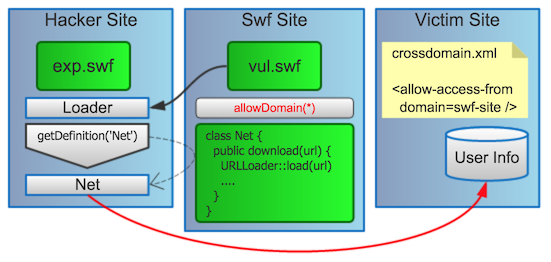 Hacker Site
exp.swf
Loader
getDefinition('Net')
Net
Swf Site
vul.swf
allowDomain(*)
class Net {
public download(url) {
URLLoader::load(url)
....
}
}
Victim Site
crossdomain.xml
<allow-access-from
domain=swf-site />
User Info